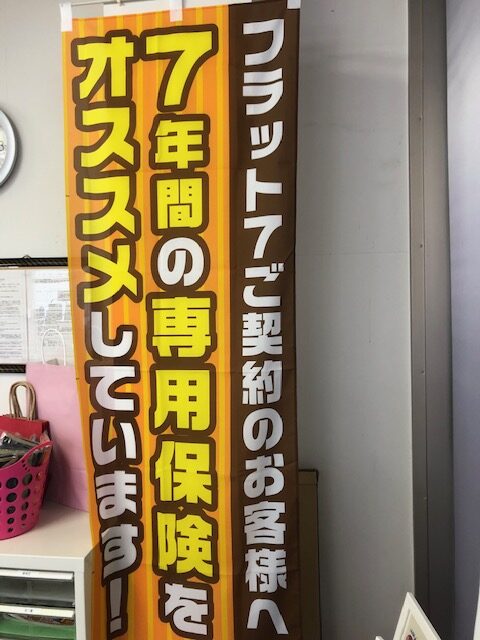 フラット7ご契約のお客様へ
7年間の専用保険を
オススメしています！